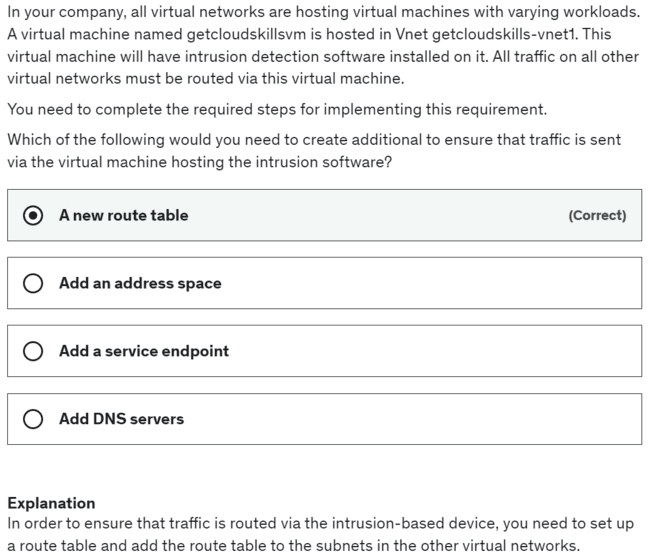 In your company, all virtual networks are hosting virtual machines with varying workloads.
A virtual machine named getcloudskillsvm is hosted in Vnet getcloudskills-vnet1. This
virtual machine will have intrusion detection software installed on it. All traffic on all other
virtual networks must be routed via this virtual machine.
You need to complete the required steps for implementing this requirement.
Which of the following would you need to create additional to ensure that traffic is sent
via the virtual machine hosting the intrusion software?
A new route table (Correct)
Add an address space
Add a service endpoint
Add DNS servers
Explanation
In order to ensure that traffic is routed via the intrusion-based device, you need to set up
a route table and add the route table to the subnets in the other virtual networks.